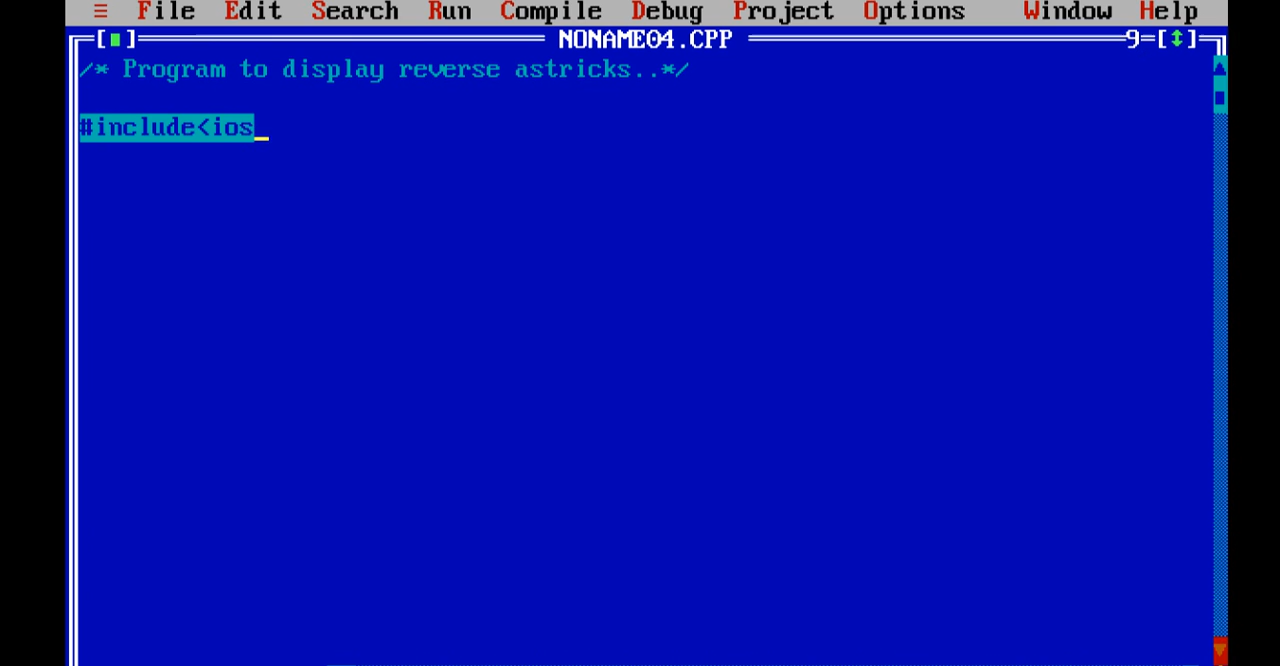 ≡ File Edit Search Run Compile Debug Project Options Window Help
[■] NONAME04.CPP 9=[↕]
/* Program to display reverse astricks..*/
#include<ios_